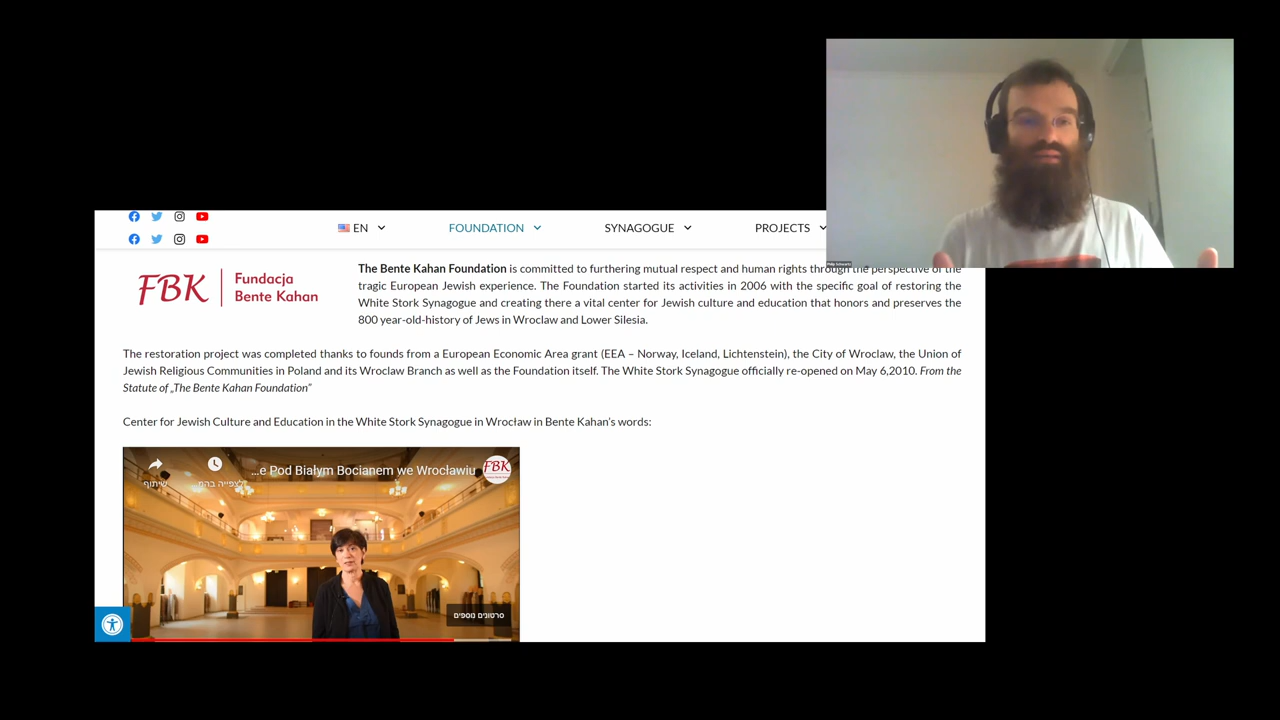 Philip Schwartz
EN
FOUNDATION
SYNAGOGUE
PROJECTS
FBK
Fundacja
Bente Kahan
The Bente Kahan Foundation is committed to furthering mutual respect and human rights through the perspective of the
tragic European Jewish experience. The Foundation started its activities in 2006 with the specific goal of restoring the
White Stork Synagogue and creating there a vital center for Jewish culture and education that honors and preserves the
800 year-old-history of Jews in Wroclaw and Lower Silesia.
The restoration project was completed thanks to founds from a European Economic Area grant (EEA – Norway, Iceland, Lichtenstein), the City of Wroclaw, the Union of
Jewish Religious Communities in Poland and its Wroclaw Branch as well as the Foundation itself. The White Stork Synagogue officially re-opened on May 6,2010. From the
Statute of „The Bente Kahan Foundation”
Center for Jewish Culture and Education in the White Stork Synagogue in Wrocław in Bente Kahan’s words:
...e Pod Białym Bocianem we Wrocławiu
FBK
שיתוף
לצפייה בהמ...
סרטונים נוספים